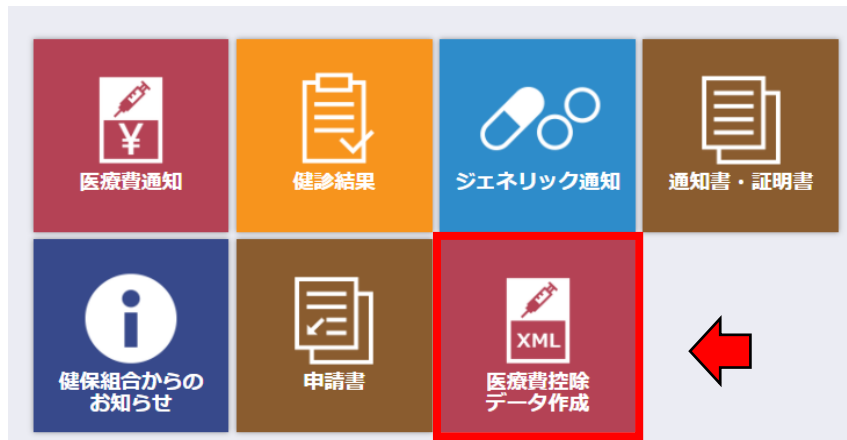 ¥
医療費通知
健診結果
ジェネリック通知
通知書・証明書
i
健保組合からの
お知らせ
申請書
XML
医療費控除
データ作成